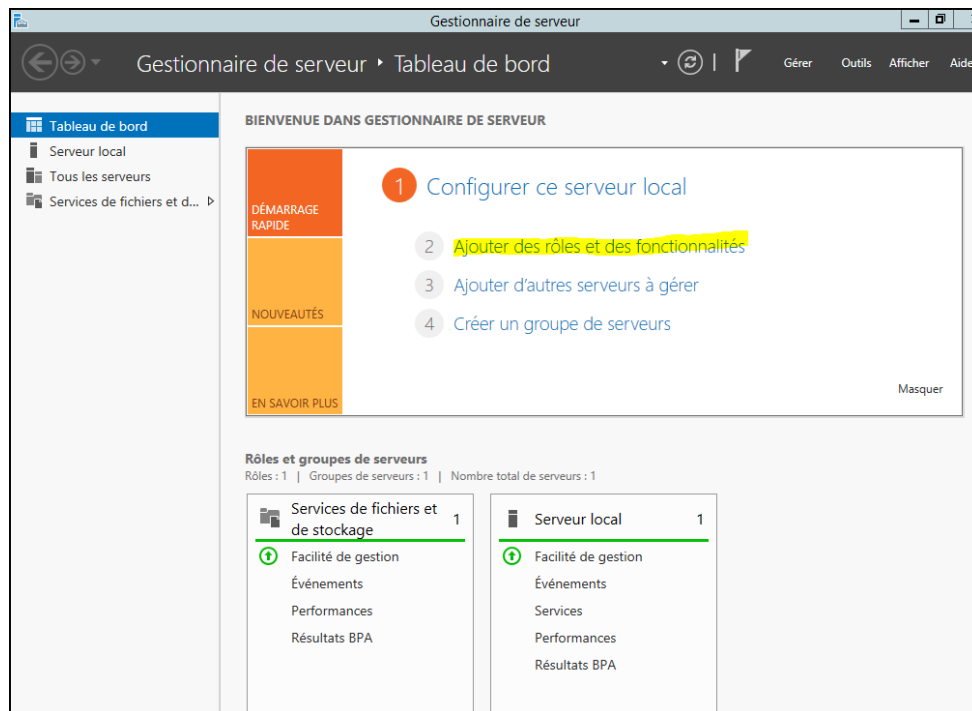 Gestionnaire de serveur
Gestionnaire de serveur • Tableau de bord
Gérer Outils Afficher Aide
Tableau de bord
Serveur local
Tous les serveurs
Services de fichiers et d...
BIENVENUE DANS GESTIONNAIRE DE SERVEUR
DÉMARRAGE
RAPIDE
NOUVEAUTÉS
EN SAVOIR PLUS
1 Configurer ce serveur local
2 Ajouter des rôles et des fonctionnalités
3 Ajouter d'autres serveurs à gérer
4 Créer un groupe de serveurs
Masquer
Rôles et groupes de serveurs
Rôles : 1 | Groupes de serveurs : 1 | Nombre total de serveurs : 1
Services de fichiers et
de stockage 1
Facilité de gestion
Événements
Performances
Résultats BPA
Serveur local 1
Facilité de gestion
Événements
Services
Performances
Résultats BPA